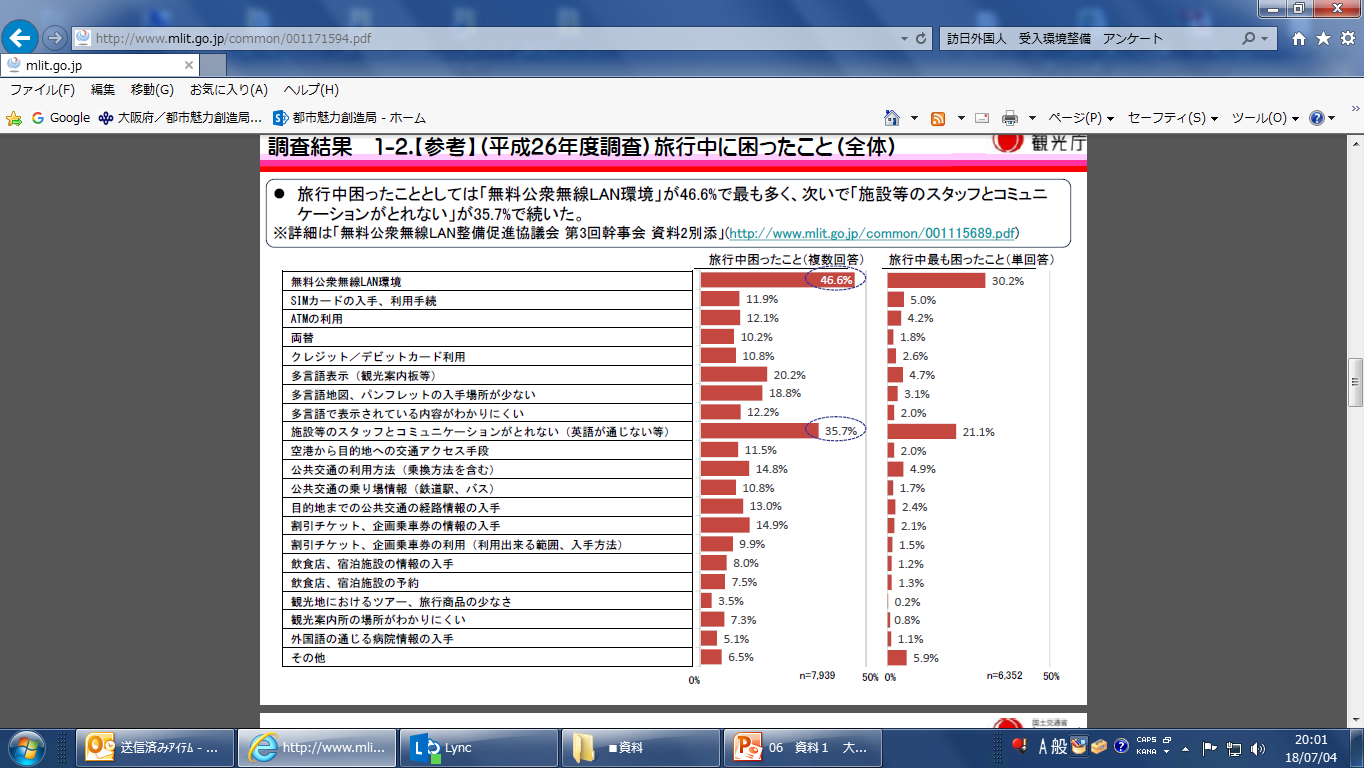 http://www.mlit.go.jp/common/001171594.pdf
訪日外国人 受入環境整備 アンケート
mlit.go.jp
ファイル(F) 編集 移動(G) お気に入り(A) ヘルプ(H)
Google 大阪府／都市魅力創造局... 都市魅力創造局 - ホーム
ページ(P) セーフティ(S) ツール(O)
調査結果 1-2.【参考】(平成26年度調査)旅行中に困ったこと(全体)
観光庁
● 旅行中困ったこととしては「無料公衆無線LAN環境」が46.6%で最も多く、次いで「施設等のスタッフとコミュニ
ケーションがとれない」が35.7%で続いた。
※詳細は「無料公衆無線LAN整備促進協議会 第3回幹事会 資料2別添」(http://www.mlit.go.jp/common/001115689.pdf)
旅行中困ったこと(複数回答) 旅行中最も困ったこと(単回答)
無料公衆無線LAN環境 46.6% 30.2%
SIMカードの入手、利用手続 11.9% 5.0%
ATMの利用 12.1% 4.2%
両替 10.2% 1.8%
クレジット／デビットカード利用 10.8% 2.6%
多言語表示（観光案内板等） 20.2% 4.7%
多言語地図、パンフレットの入手場所が少ない 18.8% 3.1%
多言語で表示されている内容がわかりにくい 12.2% 2.0%
施設等のスタッフとコミュニケーションがとれない（英語が通じない等） 35.7% 21.1%
空港から目的地への交通アクセス手段 11.5% 2.0%
公共交通の利用方法（乗換方法を含む） 14.8% 4.9%
公共交通の乗り場情報（鉄道駅、バス） 10.8% 1.7%
目的地までの公共交通の経路情報の入手 13.0% 2.4%
割引チケット、企画乗車券の情報の入手 14.9% 2.1%
割引チケット、企画乗車券の利用（利用出来る範囲、入手方法） 9.9% 1.5%
飲食店、宿泊施設の情報の入手 8.0% 1.2%
飲食店、宿泊施設の予約 7.5% 1.3%
観光地におけるツアー、旅行商品の少なさ 3.5% 0.2%
観光案内所の場所がわかりにくい 7.3% 0.8%
外国語の通じる病院情報の入手 5.1% 1.1%
その他 6.5% 5.9%
0% n=7,939 50% 0% n=6,352 50%
国土交通省
送信済みｱｲﾃﾑ - ... http://www.mli... Lync ■資料 06 資料１ 大...
A 般 CAPS KANA
20:01
18/07/04